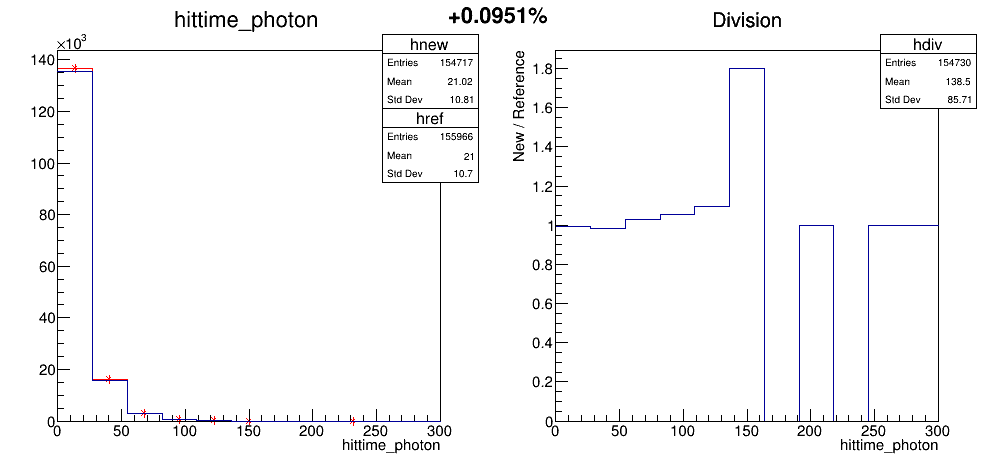 +0.0951%
hittime_photon
×10³
140
120
100
80
60
40
20
0
0 50 100 150 200 250 300
hittime_photon
hnew
Entries 154717
Mean 21.02
Std Dev 10.81
href
Entries 155966
Mean 21
Std Dev 10.7
Division
New / Reference
1.8
1.6
1.4
1.2
1
0.8
0.6
0.4
0.2
0
0 50 100 150 200 250 300
hittime_photon
hdiv
Entries 154730
Mean 138.5
Std Dev 85.71